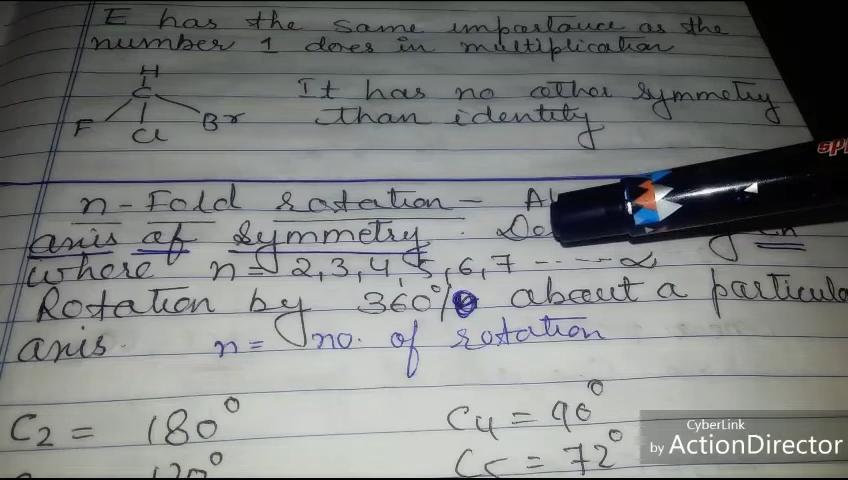 E has the same importance as the
number 1 does in multiplication
H
C
F
Cl
Br
It has no other symmetry
than identity
n-Fold rotation -
axis of symmetry.
where n = 2,3,4,5,6,7 ------ ∝
Rotation by 360°/ about a particula
axis. n = no. of rotation
C2 = 180°
C4 = 90°
C5 = 72°
120°
CyberLink
by ActionDirector